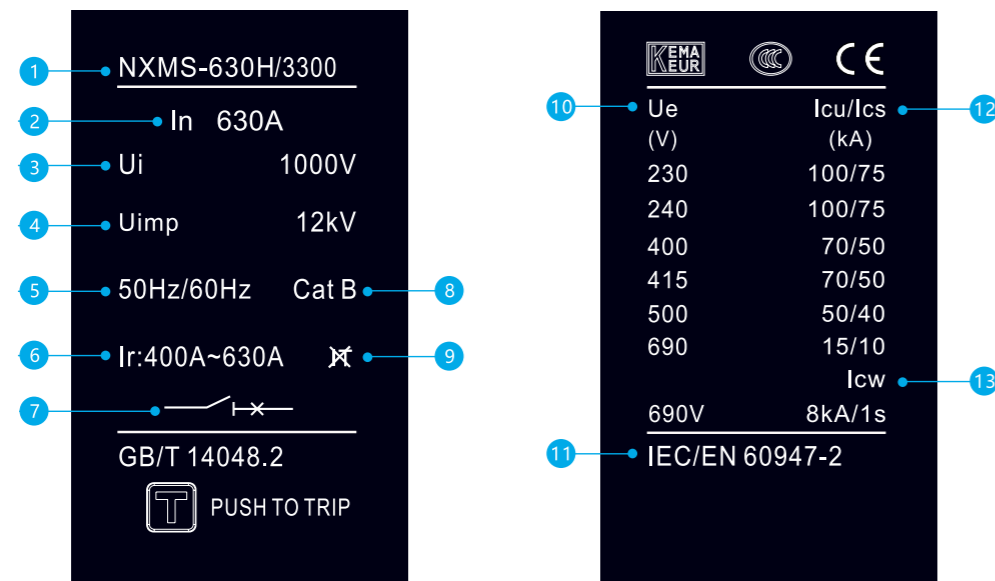 1 NXMS-630H/3300
2 In 630A
3 Ui 1000V
4 Uimp 12kV
5 50Hz/60Hz Cat B 8
6 Ir:400A~630A IT 9
7
GB/T 14048.2
T PUSH TO TRIP
KEMA EUR CCC CE
10 Ue Icu/Ics 12
(V) (kA)
230 100/75
240 100/75
400 70/50
415 70/50
500 50/40
690 15/10
Icw 13
690V 8kA/1s
11 IEC/EN 60947-2